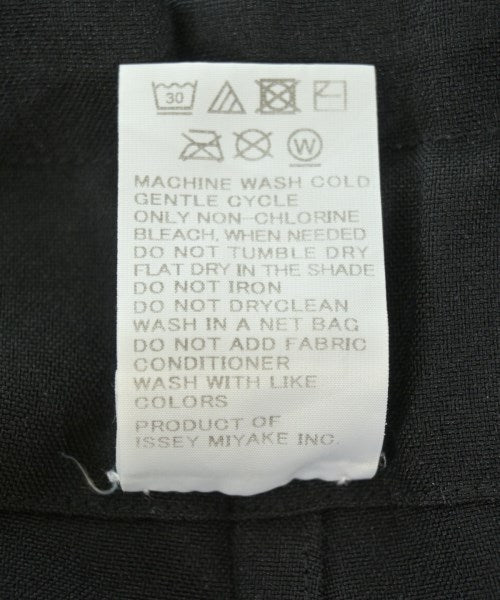 30
W
MACHINE WASH COLD
GENTLE CYCLE
ONLY NON-CHLORINE
BLEACH, WHEN NEEDED
DO NOT TUMBLE DRY
FLAT DRY IN THE SHADE
DO NOT IRON
DO NOT DRYCLEAN
WASH IN A NET BAG
DO NOT ADD FABRIC
CONDITIONER
WASH WITH LIKE
COLORS
PRODUCT OF
ISSEY MIYAKE INC.